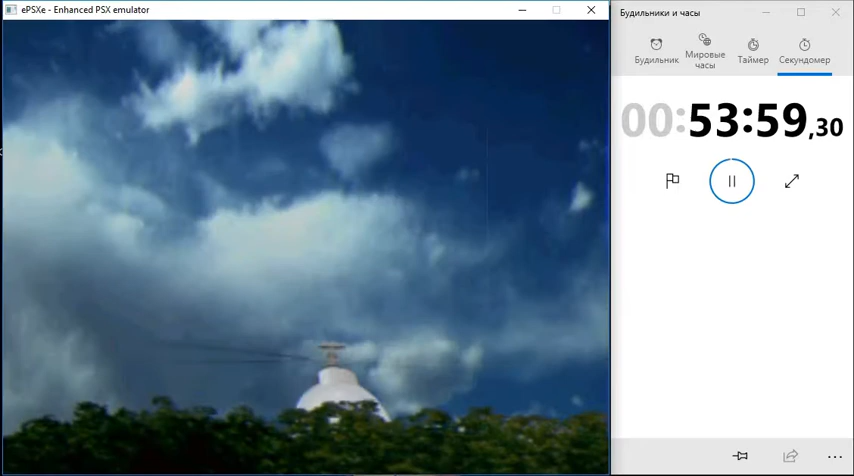 ePSXe - Enhanced PSX emulator
Будильники и часы
Будильник
Мировые
часы
Таймер
Секундомер
00:53:59,30